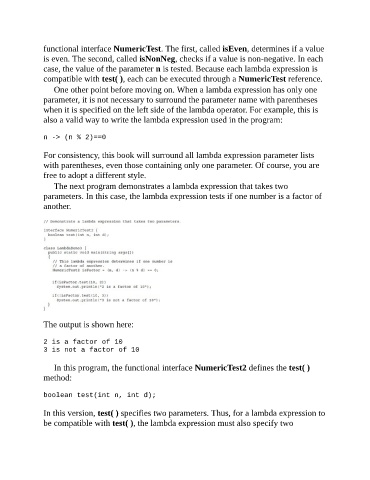 functional interface NumericTest. The first, called isEven, determines if a value
is even. The second, called isNonNeg, checks if a value is non-negative. In each
case, the value of the parameter n is tested. Because each lambda expression is
compatible with test( ), each can be executed through a NumericTest reference.
One other point before moving on. When a lambda expression has only one
parameter, it is not necessary to surround the parameter name with parentheses
when it is specified on the left side of the lambda operator. For example, this is
also a valid way to write the lambda expression used in the program:
n -> (n % 2)==0
For consistency, this book will surround all lambda expression parameter lists
with parentheses, even those containing only one parameter. Of course, you are
free to adopt a different style.
The next program demonstrates a lambda expression that takes two
parameters. In this case, the lambda expression tests if one number is a factor of
another.
// Demonstrate a lambda expression that takes two parameters.
interface NumericTest2 {
boolean test(int n, int d);
}
class LambdaDemo3 {
public static void main(String args[])
{
// This lambda expression determines if one number is
// a factor of another.
NumericTest2 isFactor = (n, d) -> (n % d) == 0;
if(isFactor.test(10, 2))
System.out.println("2 is a factor of 10");
if(!isFactor.test(10, 3))
System.out.println("3 is not a factor of 10");
}
}
The output is shown here:
2 is a factor of 10
3 is not a factor of 10
In this program, the functional interface NumericTest2 defines the test( )
method:
boolean test(int n, int d);
In this version, test( ) specifies two parameters. Thus, for a lambda expression to
be compatible with test( ), the lambda expression must also specify two